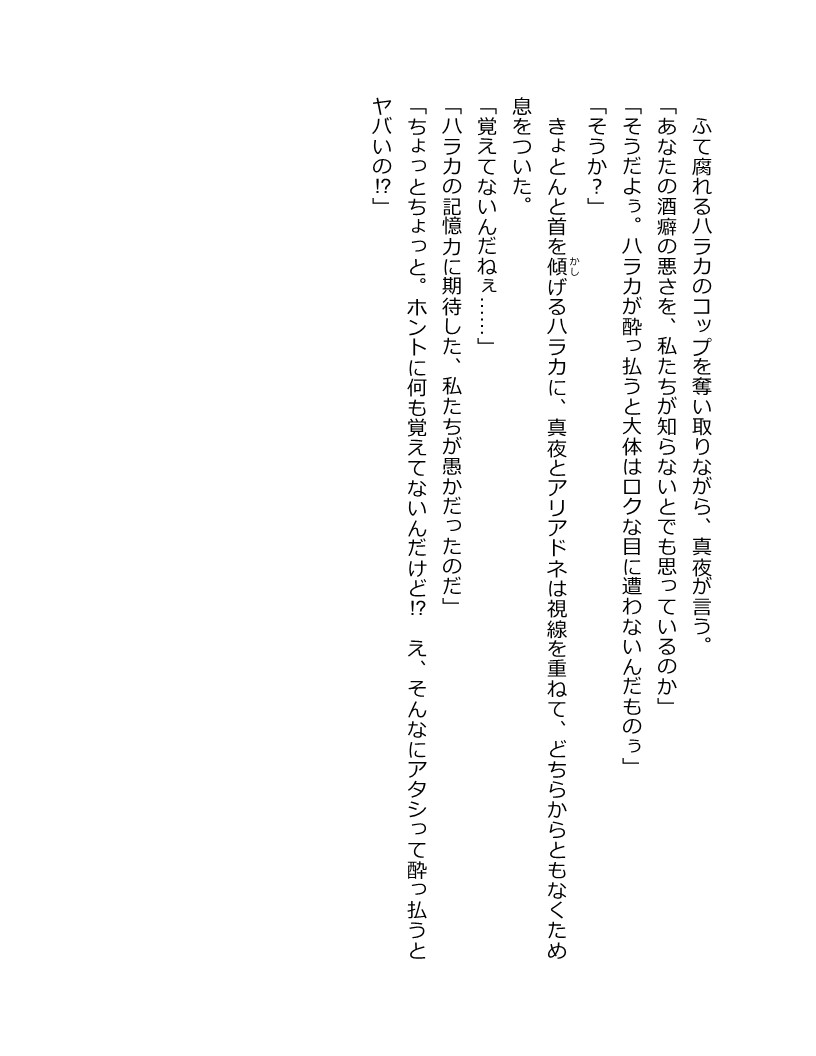 ふて腐れるハラカのコップを奪い取りながら、真夜が言う。
「あなたの酒癖の悪さを、私たちが知らないとでも思っているのか」
「そうだよぅ。ハラカが酔っ払うと大体はロクな目に遭わないんだものぅ」
「そうか？」
　きょとんと首を傾げるハラカに、真夜とアリアドネは視線を重ねて、どちらからともなくため
かし
息をついた。
「覚えてないんだねぇ……」
「ハラカの記憶力に期待した、私たちが愚かだったのだ」
「ちょっとちょっと。ホントに何も覚えてないんだけど!?　え、そんなにアタシって酔っ払うと
ヤバいの!?」